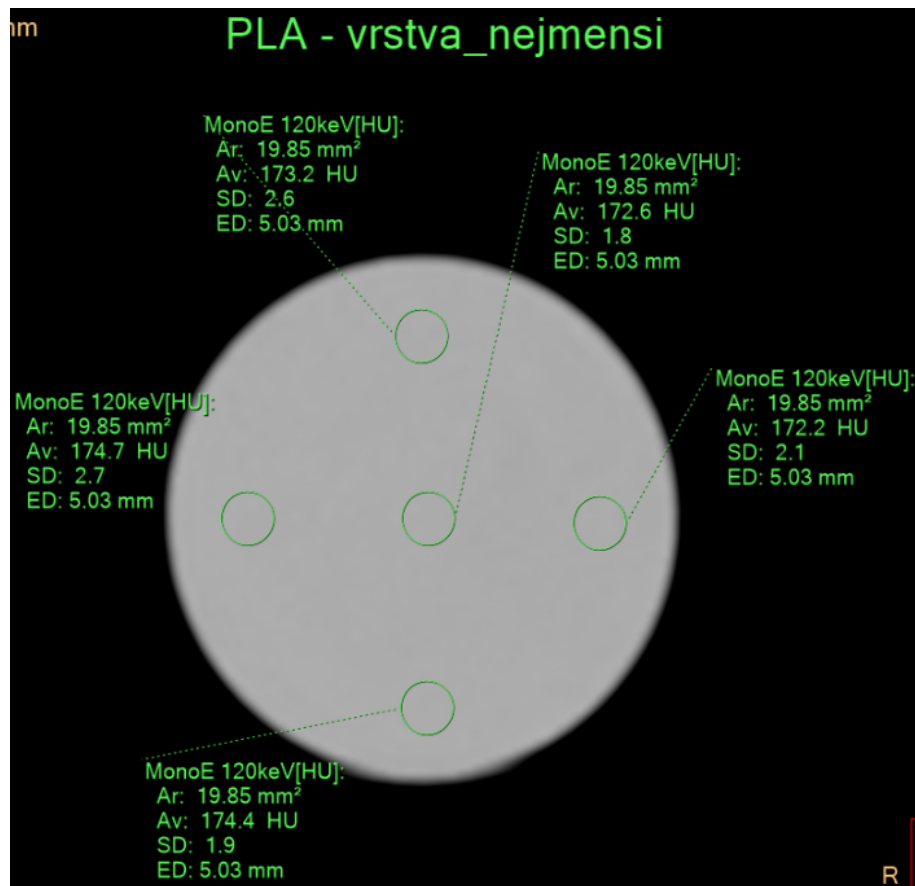 PLA - vrstva_nejmensi
MonoE 120keV[HU]:
Ar: 19.85 mm²
Av: 173.2 HU
SD: 2.6
ED: 5.03 mm
MonoE 120keV[HU]:
Ar: 19.85 mm²
Av: 172.6 HU
SD: 1.8
ED: 5.03 mm
MonoE 120keV[HU]:
Ar: 19.85 mm²
Av: 174.7 HU
SD: 2.7
ED: 5.03 mm
MonoE 120keV[HU]:
Ar: 19.85 mm²
Av: 172.2 HU
SD: 2.1
ED: 5.03 mm
MonoE 120keV[HU]:
Ar: 19.85 mm²
Av: 174.4 HU
SD: 1.9
ED: 5.03 mm
R